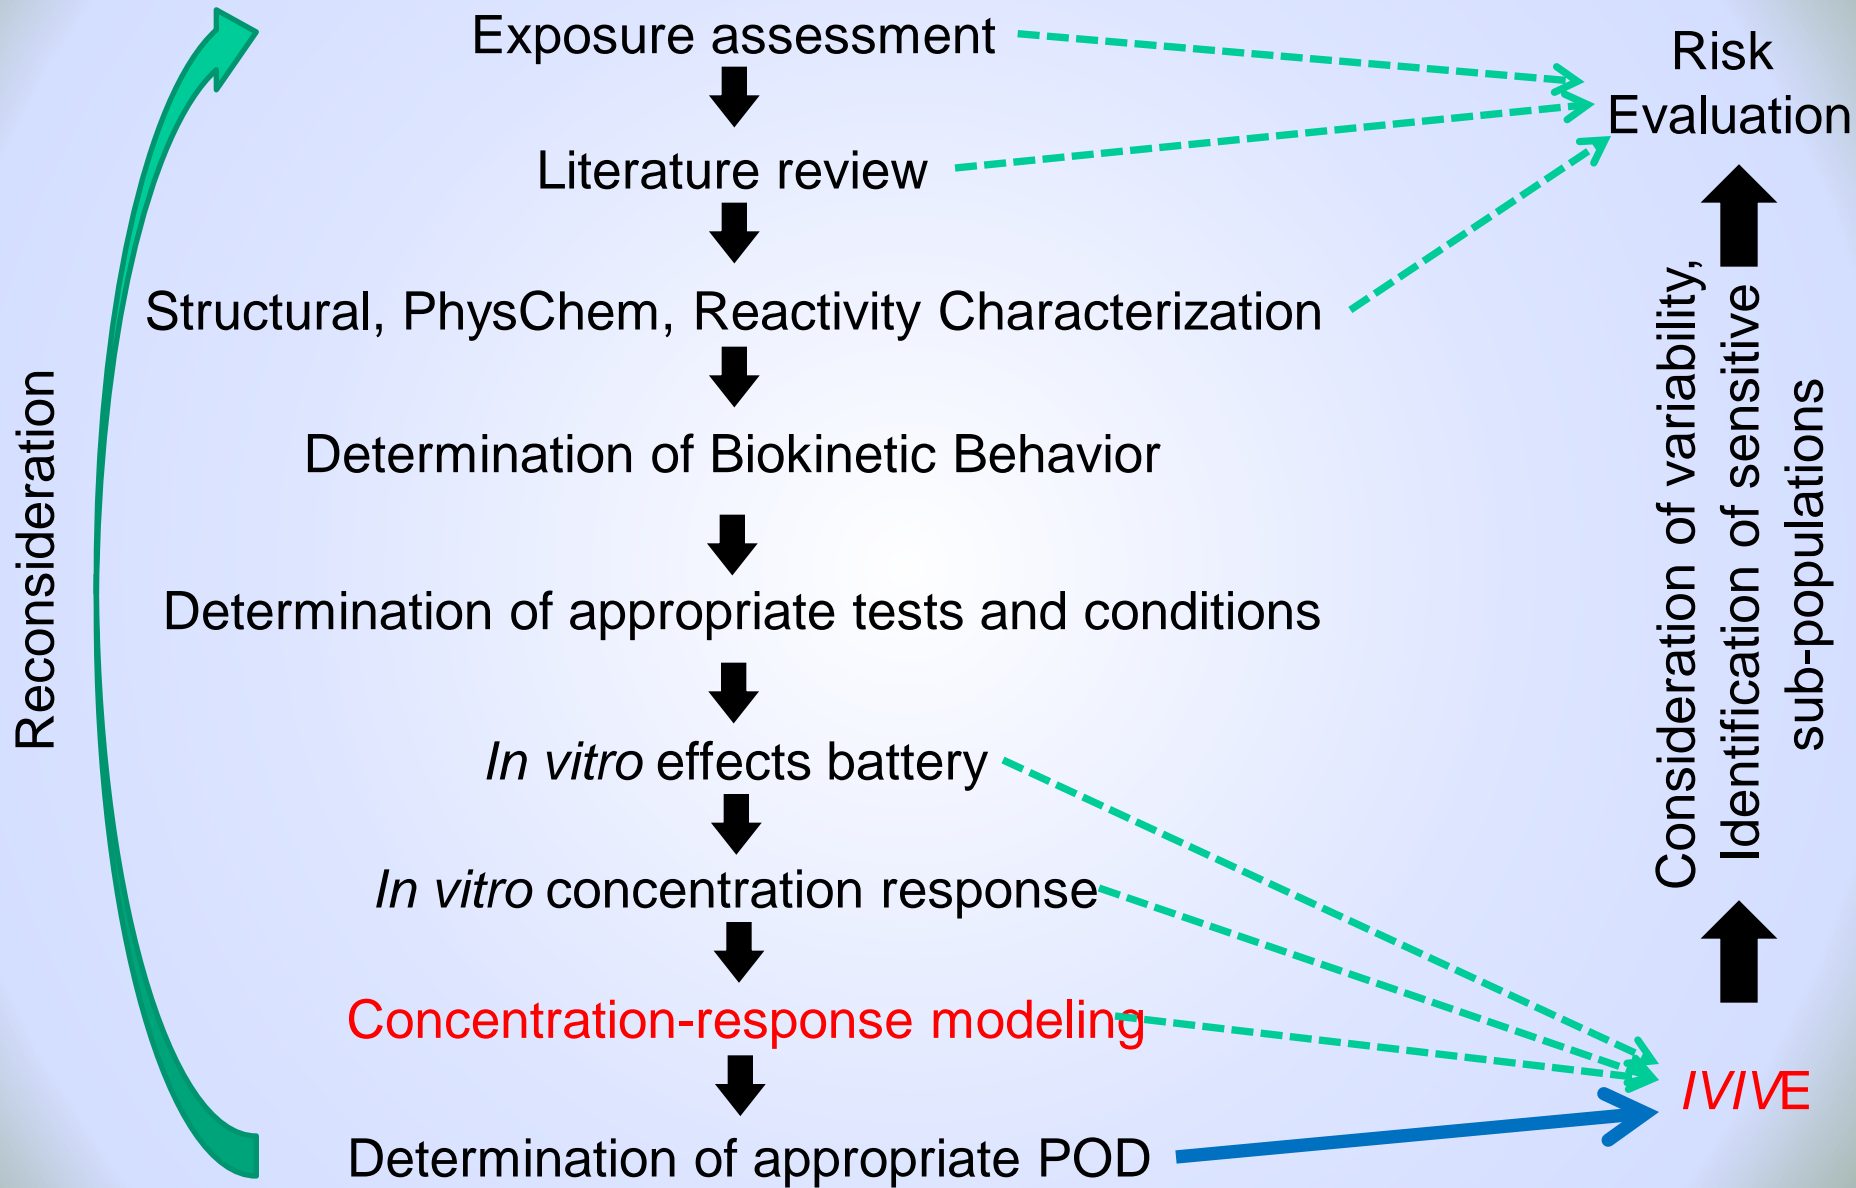 Exposure assessment
Literature review
Structural, PhysChem, Reactivity Characterization
Determination of Biokinetic Behavior
Determination of appropriate tests and conditions
In vitro effects battery
In vitro concentration response
Concentration-response modeling
Determination of appropriate POD
Reconsideration
Risk
Evaluation
Consideration of variability,
Identification of sensitive
sub-populations
IVIVE